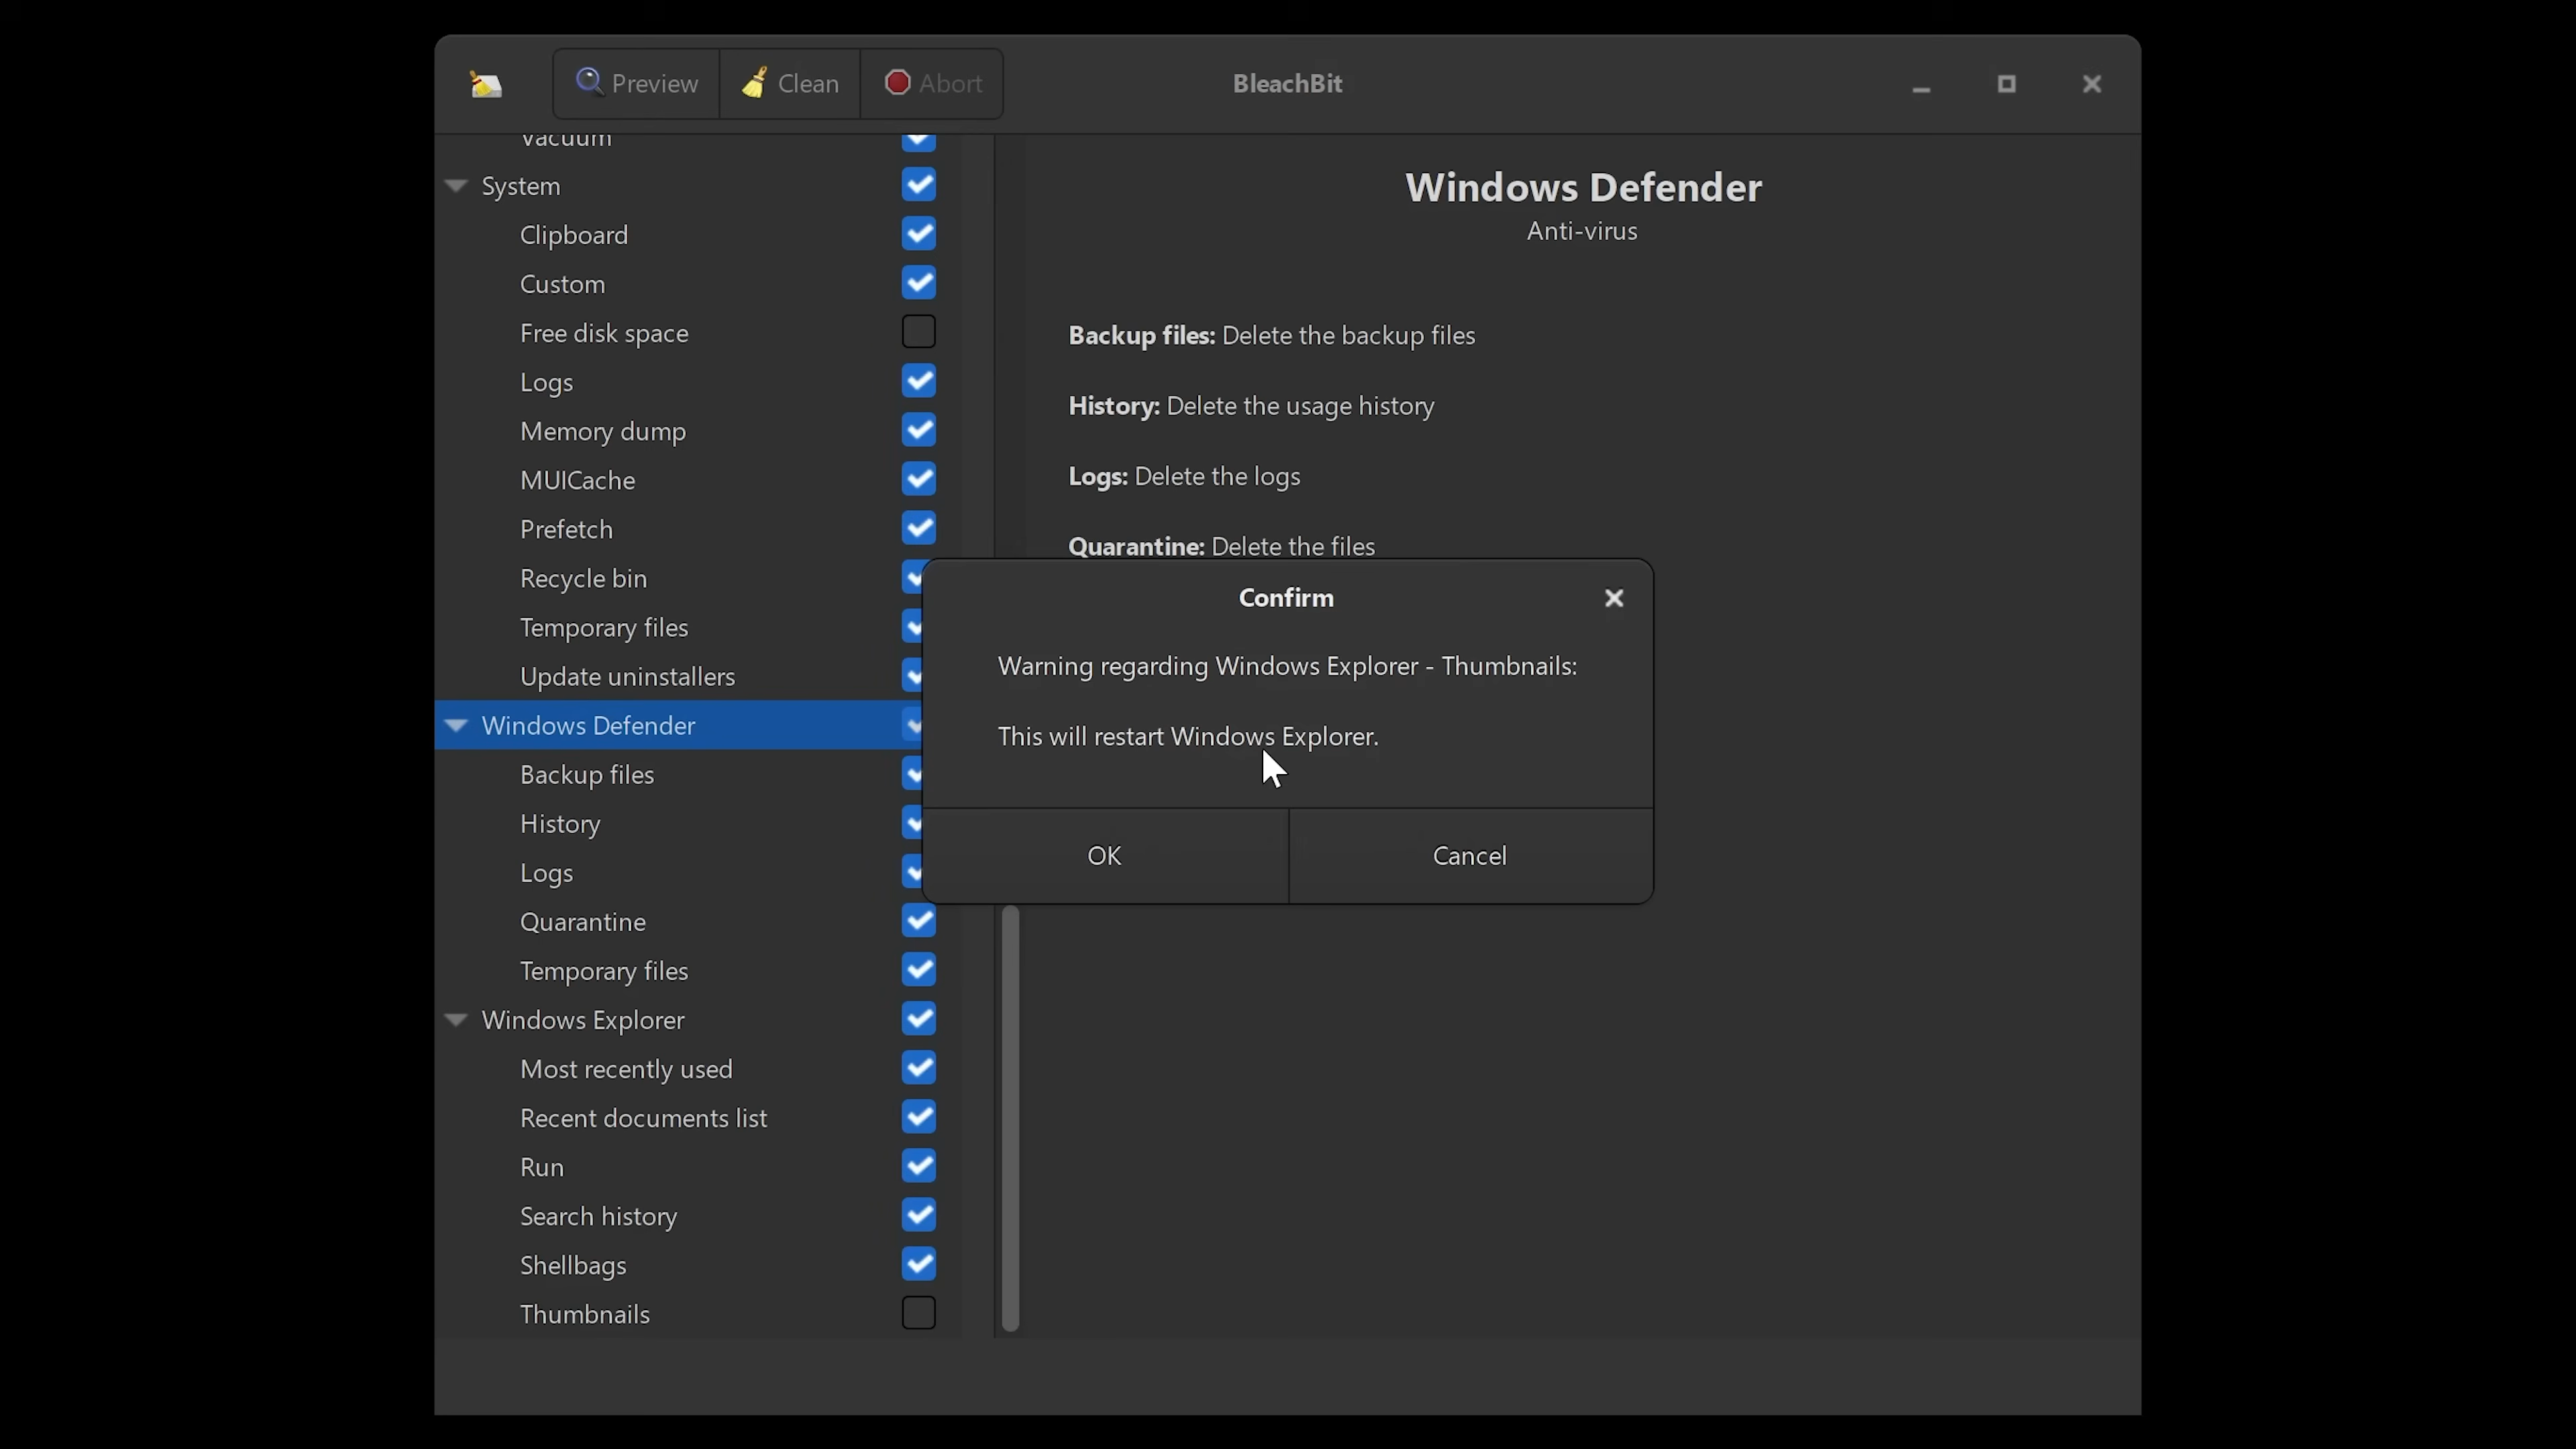 Preview
Clean
Abort
BleachBit
Vacuum
System
Clipboard
Custom
Free disk space
Logs
Memory dump
MUICache
Prefetch
Recycle bin
Temporary files
Update uninstallers
Windows Defender
Backup files
History
Logs
Quarantine
Temporary files
Windows Explorer
Most recently used
Recent documents list
Run
Search history
Shellbags
Thumbnails
Windows Defender
Anti-virus
Backup files: Delete the backup files
History: Delete the usage history
Logs: Delete the logs
Quarantine: Delete the files
Confirm
Warning regarding Windows Explorer - Thumbnails:
This will restart Windows Explorer.
OK
Cancel